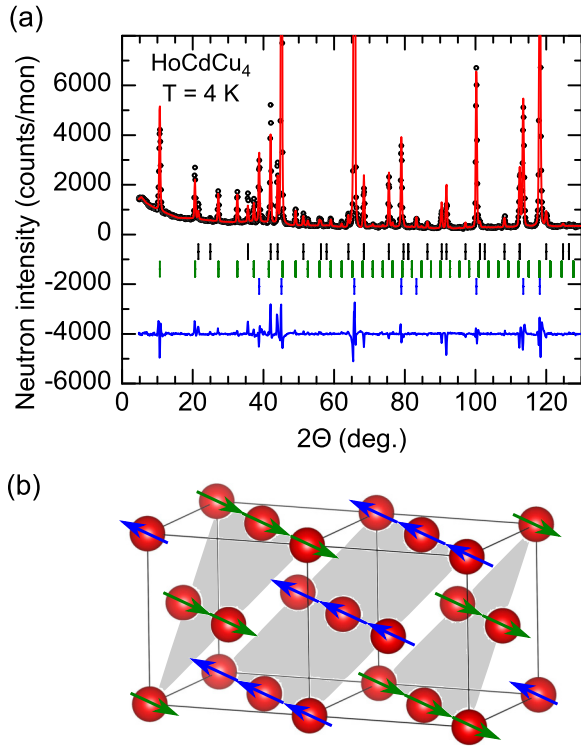 (a)
HoCdCu₄
T = 4 K
Neutron intensity (counts/mon)
6000
4000
2000
0
-2000
-4000
-6000
0 20 40 60 80 100 120
2Θ (deg.)
(b)